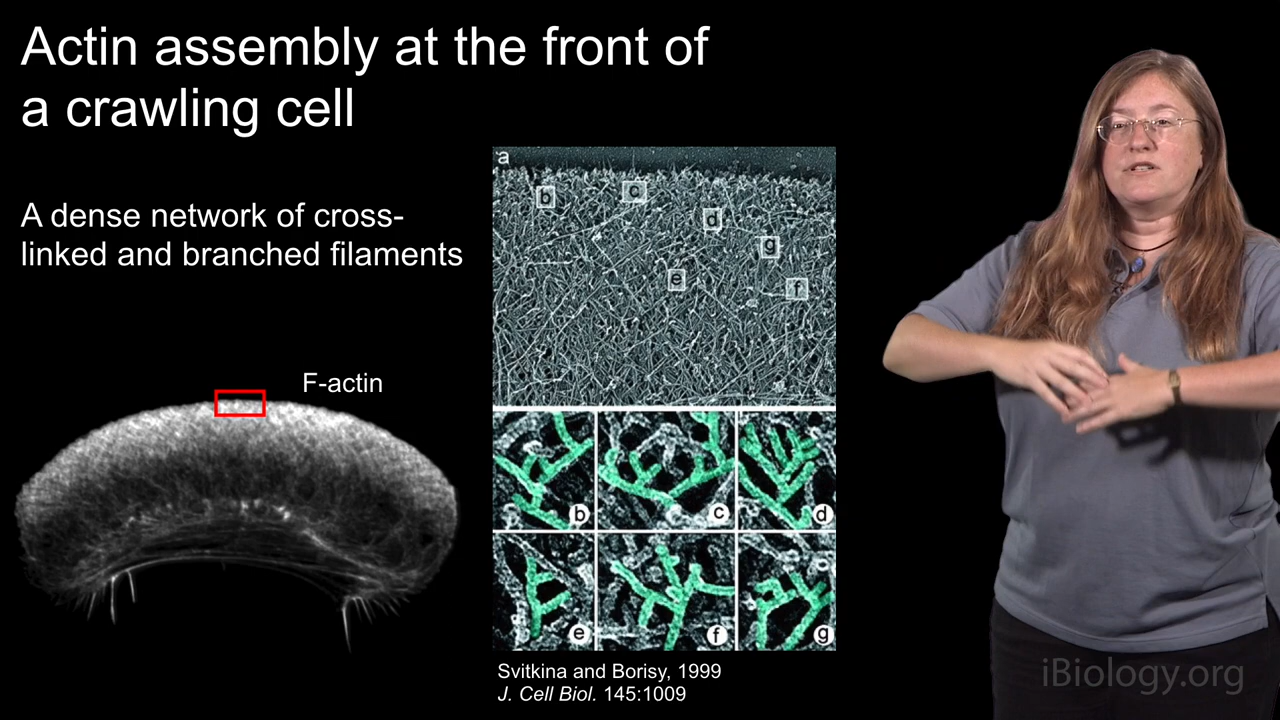 Actin assembly at the front of
a crawling cell
A dense network of cross-
linked and branched filaments
F-actin
a
b
c
d
g
e
f
b
c
d
e
f
g
Svitkina and Borisy, 1999
J. Cell Biol. 145:1009
iBiology.org